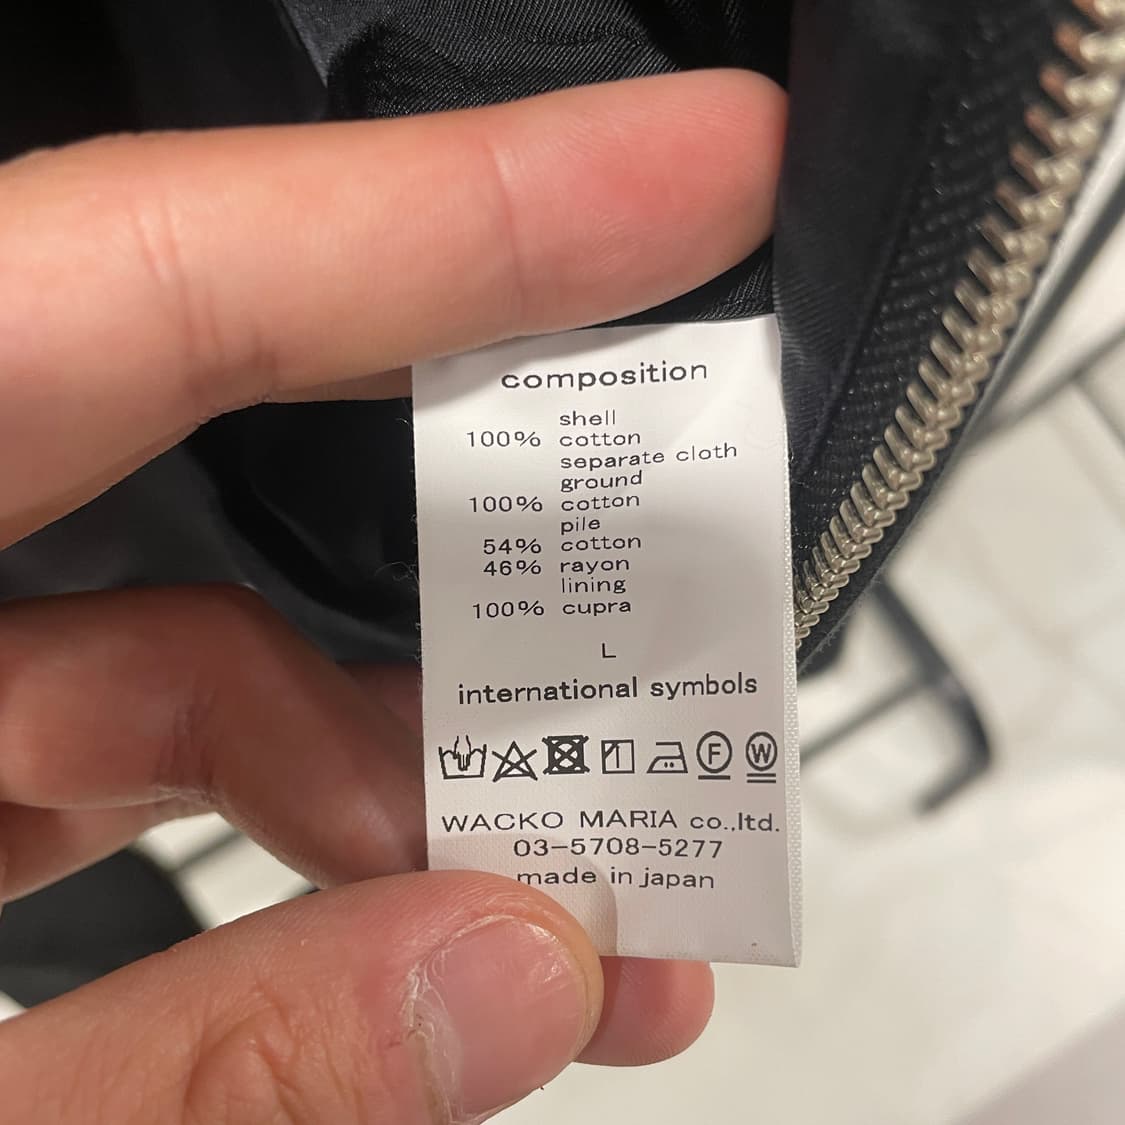 composition
shell
100% cotton
separate cloth
ground
100% cotton
pile
54% cotton
46% rayon
lining
100% cupra
L
international symbols
F W
WACKO MARIA co.,ltd.
03-5708-5277
made in japan